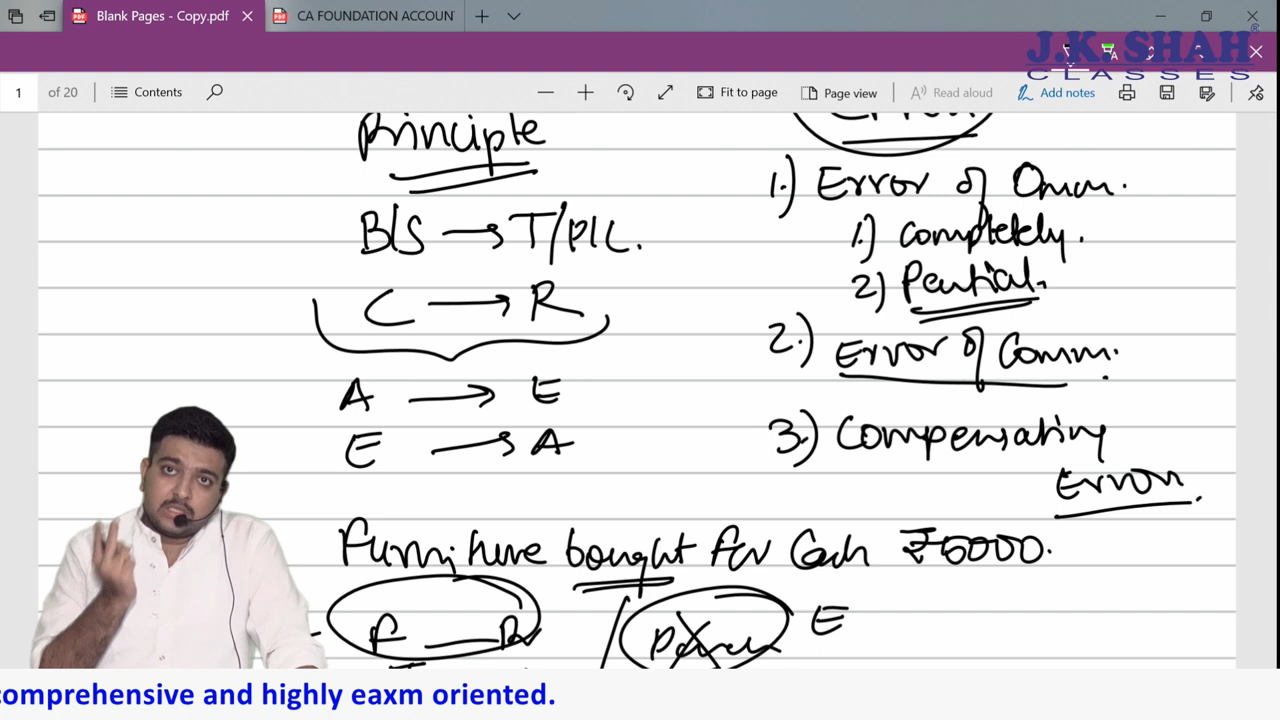 Blank Pages - Copy.pdf
CA FOUNDATION ACCOUN
J.K. SHAH
CLASSES
1 of 20
Contents
Fit to page
Page view
Read aloud
Add notes
Principle
B/S → T/P/L.
C → R
A → E
E → A
Error
1.) Error of Omm.
1.) Completely.
2) Partial.
2.) Error of Comm.
3.) Compensating
Error.
Furniture bought for Cash ₹5000.
E
comprehensive and highly eaxm oriented.